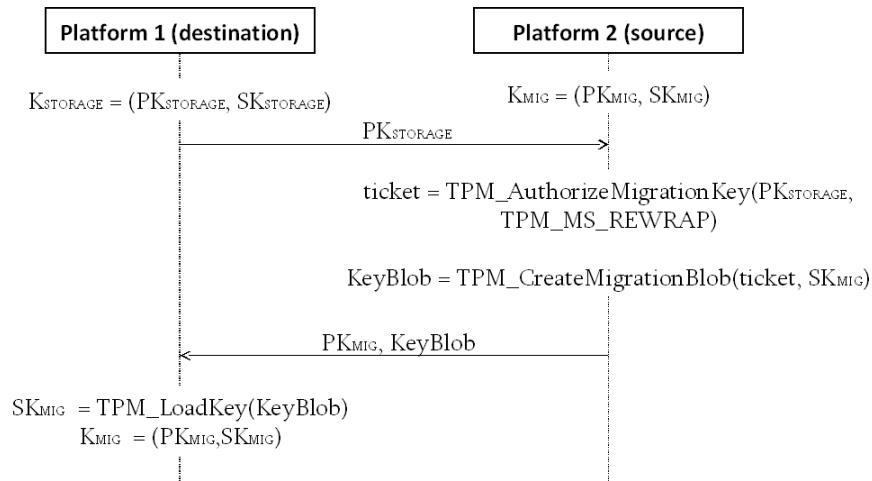 Platform 1 (destination)
Platform 2 (source)
KSTORAGE = (PKSTORAGE, SKSTORAGE)
KMIG = (PKMIG, SKMIG)
PKSTORAGE
ticket = TPM_AuthorizeMigrationKey(PKSTORAGE,
TPM_MS_REWRAP)
KeyBlob = TPM_CreateMigrationBlob(ticket, SKMIG)
PKMIG, KeyBlob
SKMIG = TPM_LoadKey(KeyBlob)
KMIG = (PKMIG,SKMIG)